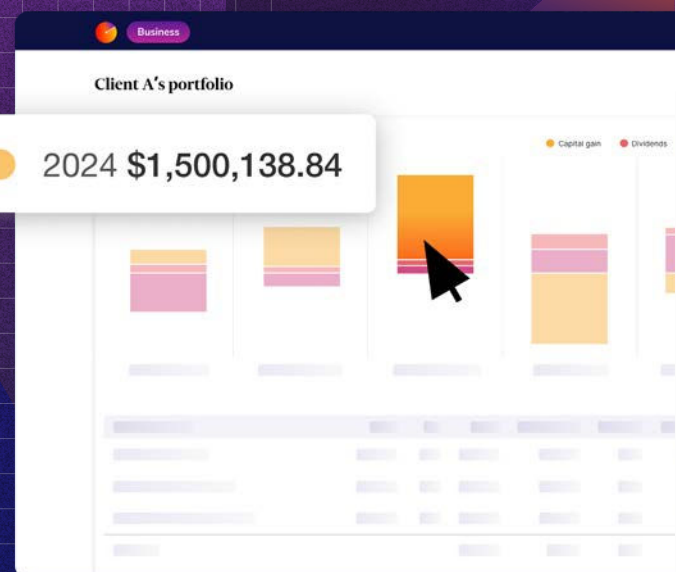 Business
Client A's portfolio
2024 $1,500,138.84
Capital gain
Dividends